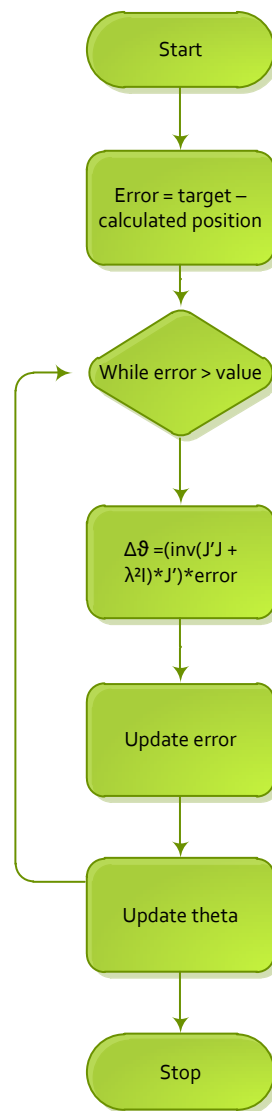 Start
Error = target –
calculated position
While error > value
Δϑ =(inv(J’J +
λ²I)*J’)*error
Update error
Update theta
Stop